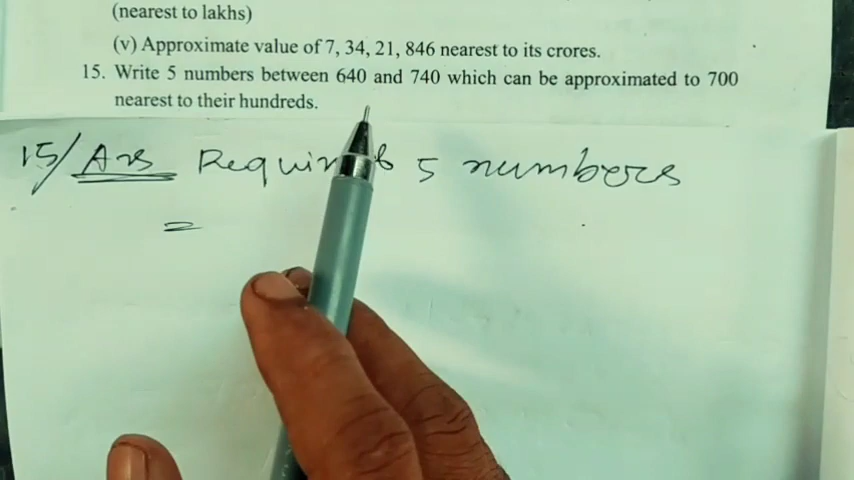 (nearest to lakhs)
(v) Approximate value of 7, 34, 21, 846 nearest to its crores.
15. Write 5 numbers between 640 and 740 which can be approximated to 700
nearest to their hundreds.
15/ Ans 5 numbers
=